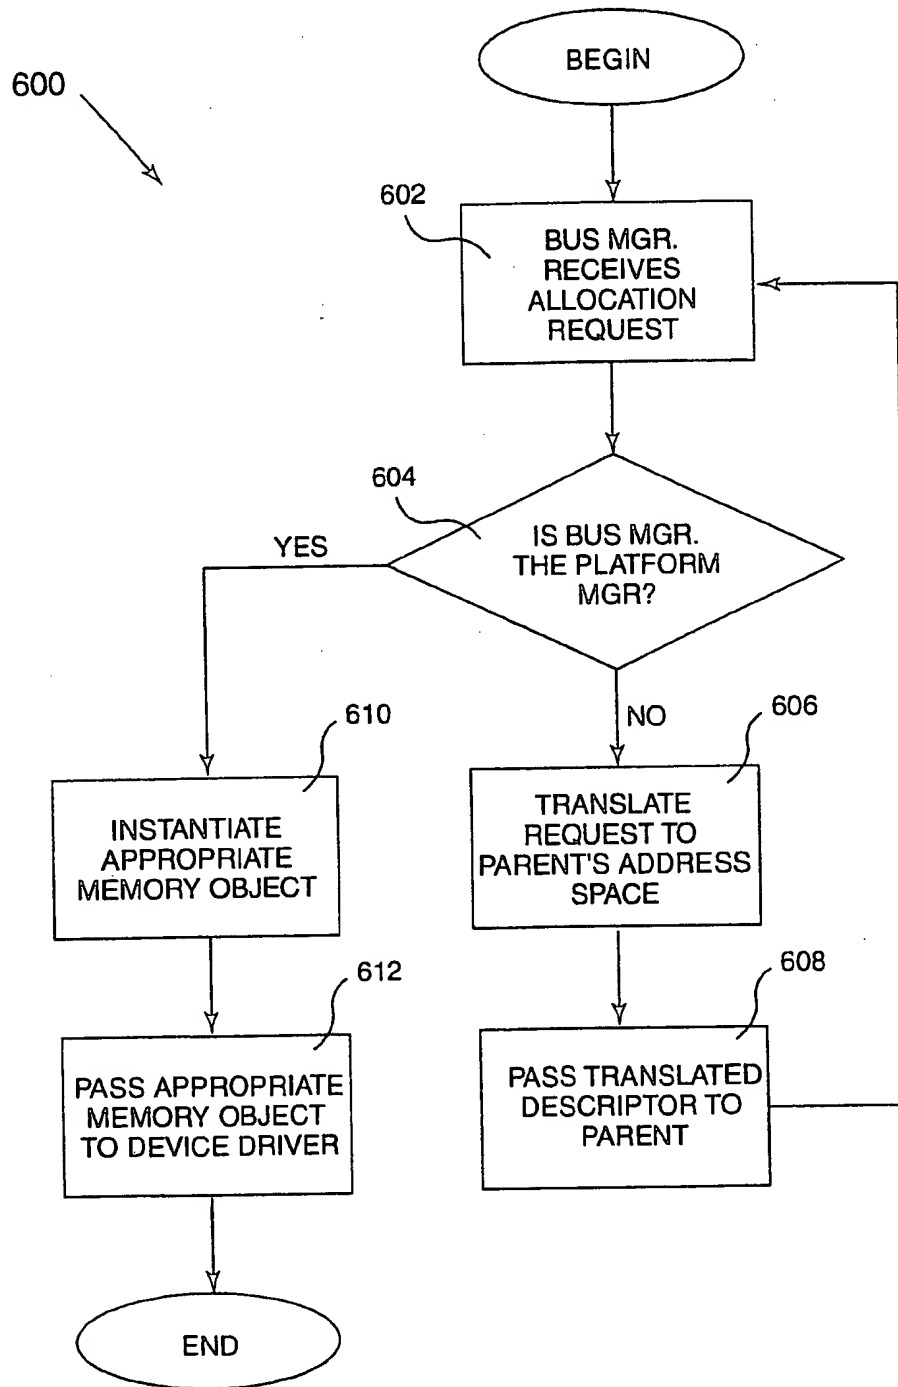 BEGIN
600
602
BUS MGR.
RECEIVES
ALLOCATION
REQUEST
604
IS BUS MGR.
THE PLATFORM
MGR?
YES
NO
610
INSTANTIATE
APPROPRIATE
MEMORY OBJECT
606
TRANSLATE
REQUEST TO
PARENT'S ADDRESS
SPACE
612
PASS APPROPRIATE
MEMORY OBJECT
TO DEVICE DRIVER
608
PASS TRANSLATED
DESCRIPTOR TO
PARENT
END